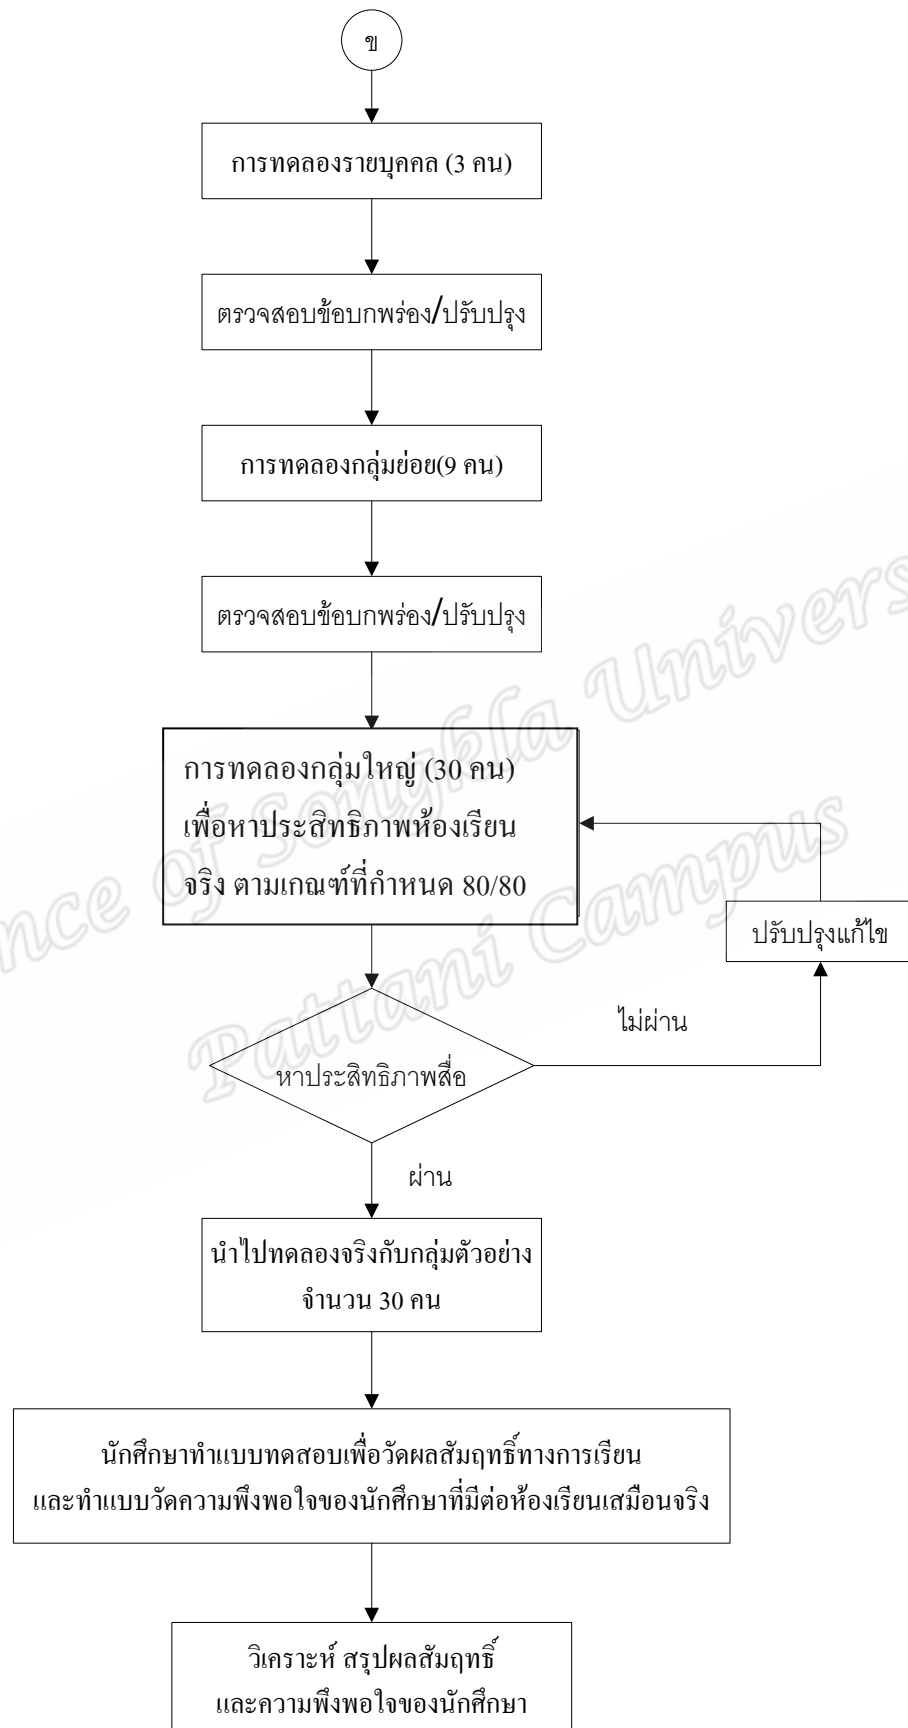 ข
การทดลองรายบุคคล (3 คน)
ตรวจสอบข้อบกพร่อง/ปรับปรุง
การทดลองกลุ่มย่อย(9 คน)
ตรวจสอบข้อบกพร่อง/ปรับปรุง
การทดลองกลุ่มใหญ่ (30 คน)
เพื่อหาประสิทธิภาพห้องเรียน
จริง ตามเกณฑ์ที่กำหนด 80/80
ปรับปรุงแก้ไข
ไม่ผ่าน
หาประสิทธิภาพสื่อ
ผ่าน
นำไปทดลองจริงกับกลุ่มตัวอย่าง
จำนวน 30 คน
นักศึกษาทำแบบทดสอบเพื่อวัดผลสัมฤทธิ์ทางการเรียน
และทำแบบวัดความพึงพอใจของนักศึกษาที่มีต่อห้องเรียนเสมือนจริง
วิเคราะห์ สรุปผลสัมฤทธิ์
และความพึงพอใจของนักศึกษา
nce of Songkla Univers
Pattani Campus